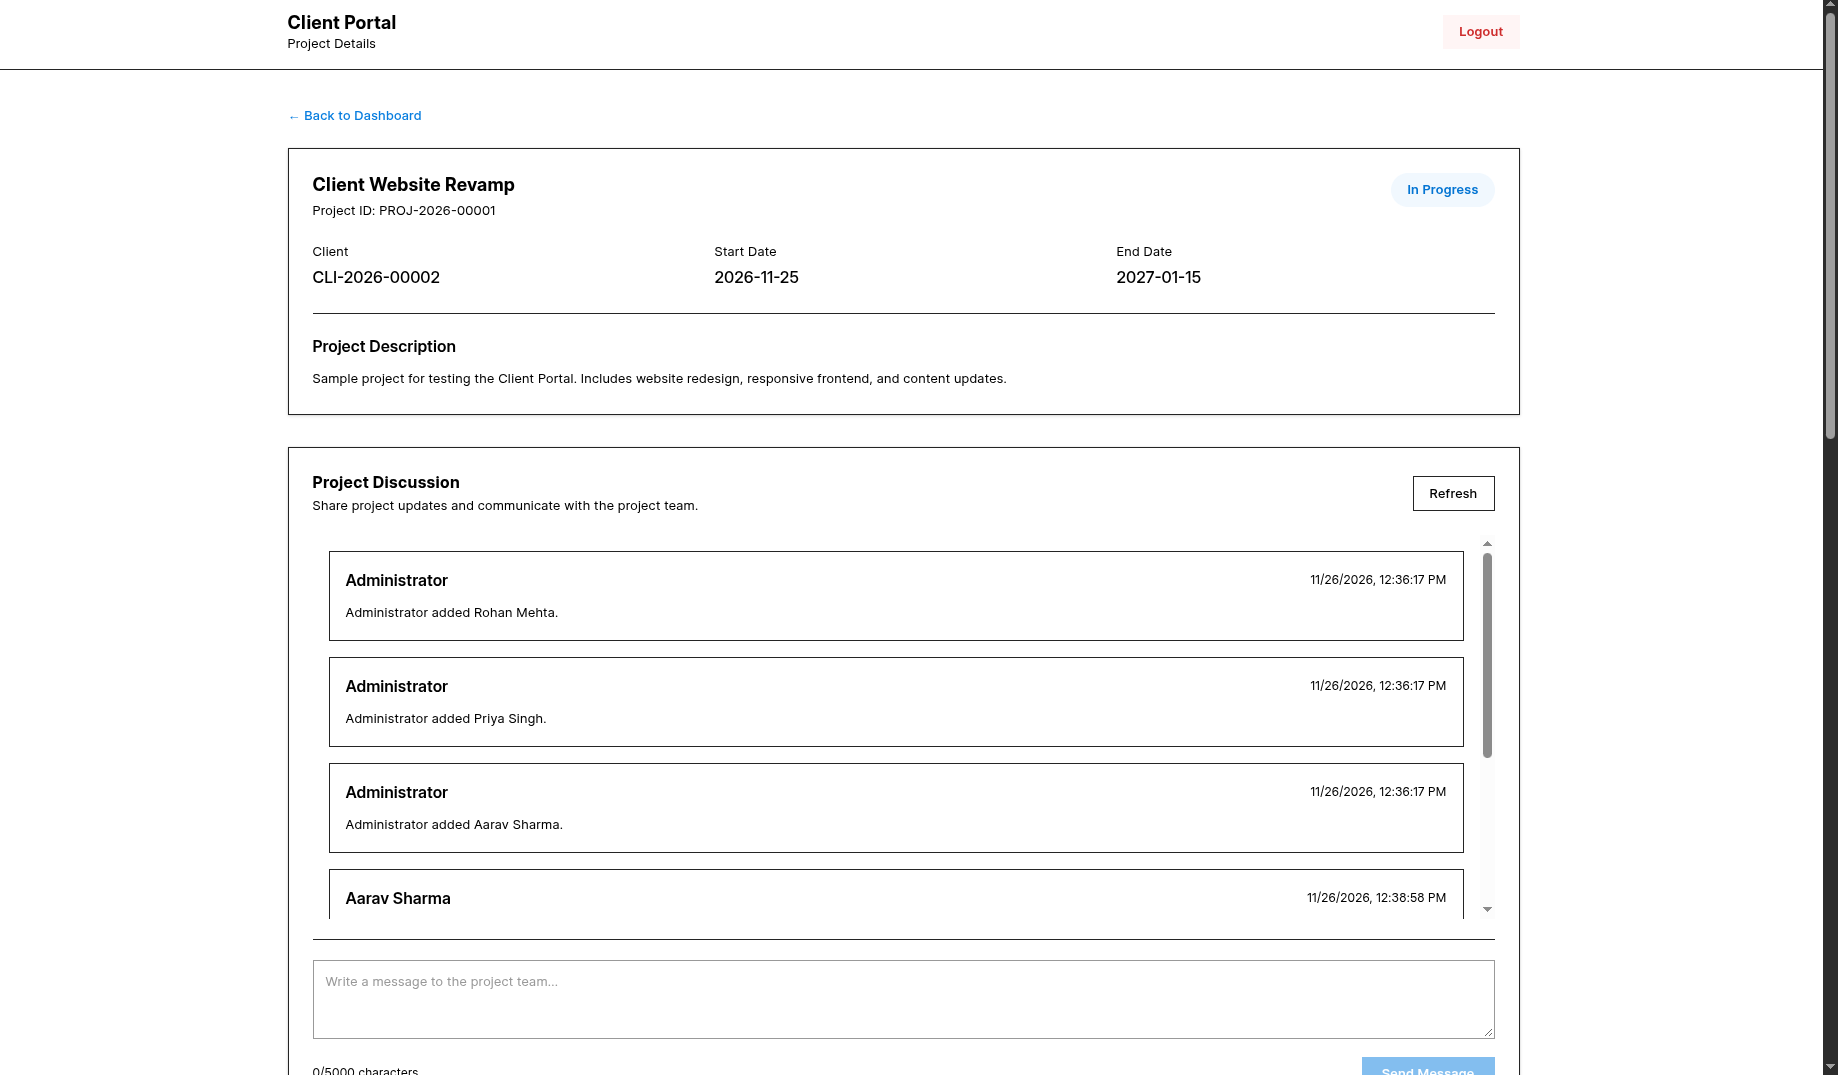 Client Portal
Project Details
Logout
← Back to Dashboard
Client Website Revamp
Project ID: PROJ-2026-00001
In Progress
Client
CLI-2026-00002
Start Date
2026-11-25
End Date
2027-01-15
Project Description
Sample project for testing the Client Portal. Includes website redesign, responsive frontend, and content updates.
Project Discussion
Share project updates and communicate with the project team.
Refresh
Administrator
11/26/2026, 12:36:17 PM
Administrator added Rohan Mehta.
Administrator
11/26/2026, 12:36:17 PM
Administrator added Priya Singh.
Administrator
11/26/2026, 12:36:17 PM
Administrator added Aarav Sharma.
Aarav Sharma
11/26/2026, 12:38:58 PM
Write a message to the project team...
0/5000 characters
Send Message